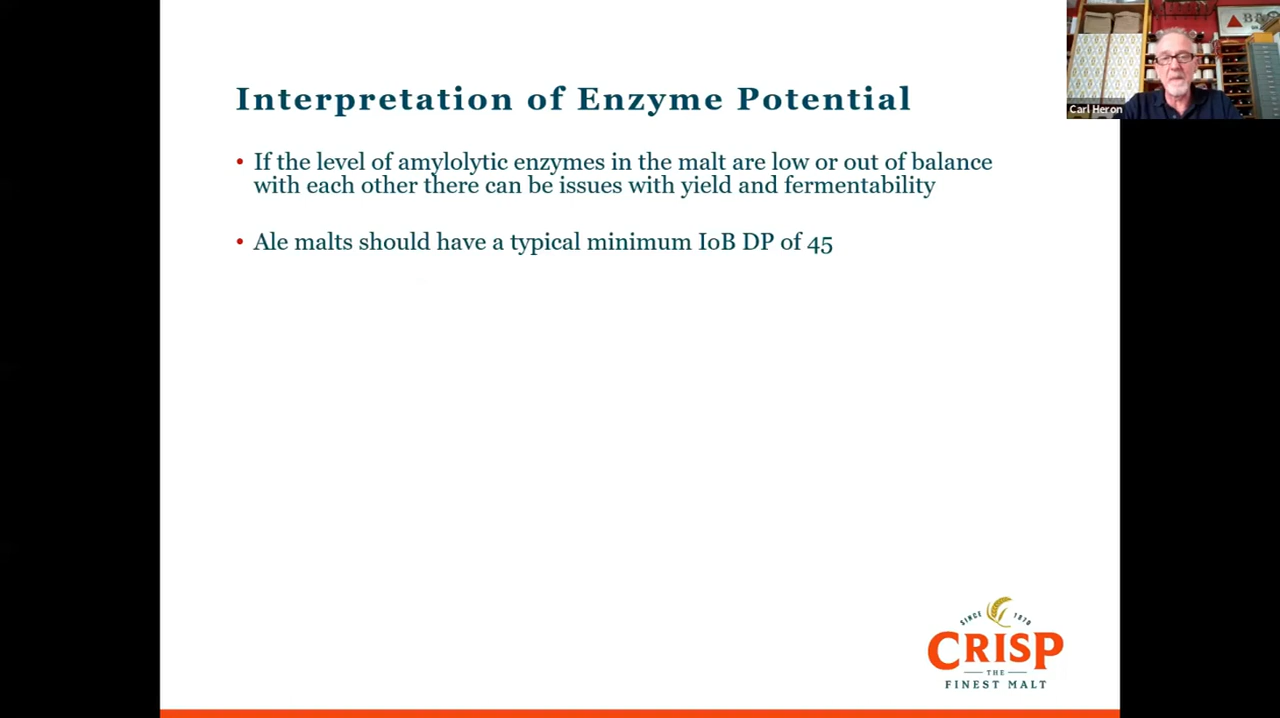 Interpretation of Enzyme Potential
• If the level of amylolytic enzymes in the malt are low or out of balance
with each other there can be issues with yield and fermentability
• Ale malts should have a typical minimum IoB DP of 45
Carl Heron
SINCE 1870
CRISP
THE
FINEST MALT